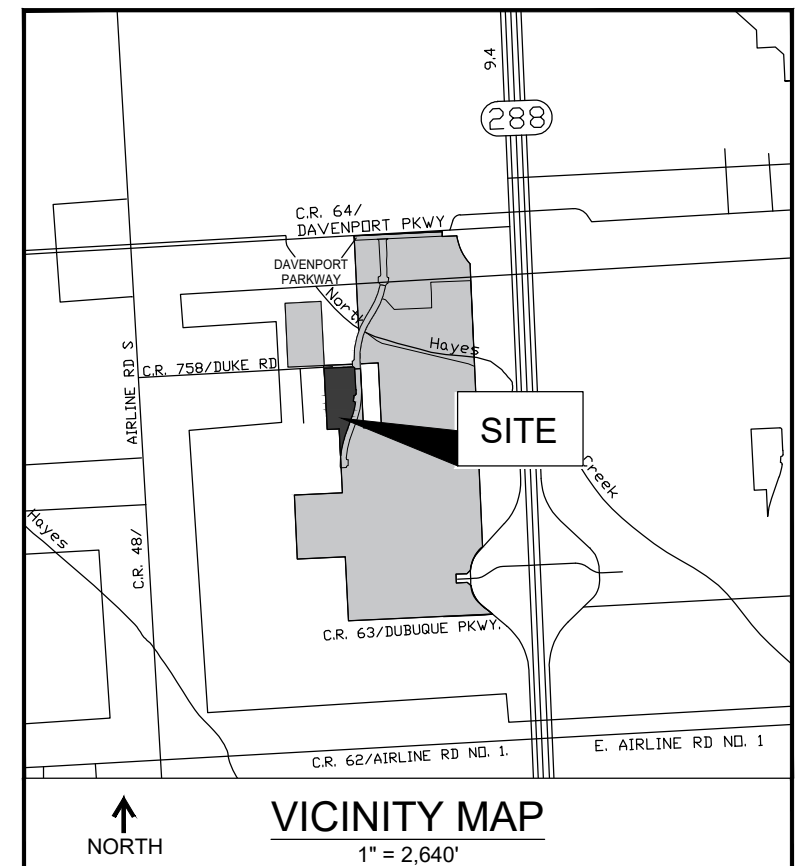 9,4
288
C.R. 64/
DAVENPORT PKWY
DAVENPORT
PARKWAY
North
Hayes
C.R. 758/DUKE RD
AIRLINE RD S
SITE
Creek
Hayes
C.R. 48/
C.R. 63/DUBUQUE PKWY.
C.R. 62/AIRLINE RD NO. 1.
E. AIRLINE RD NO. 1
NORTH
VICINITY MAP
1" = 2,640'